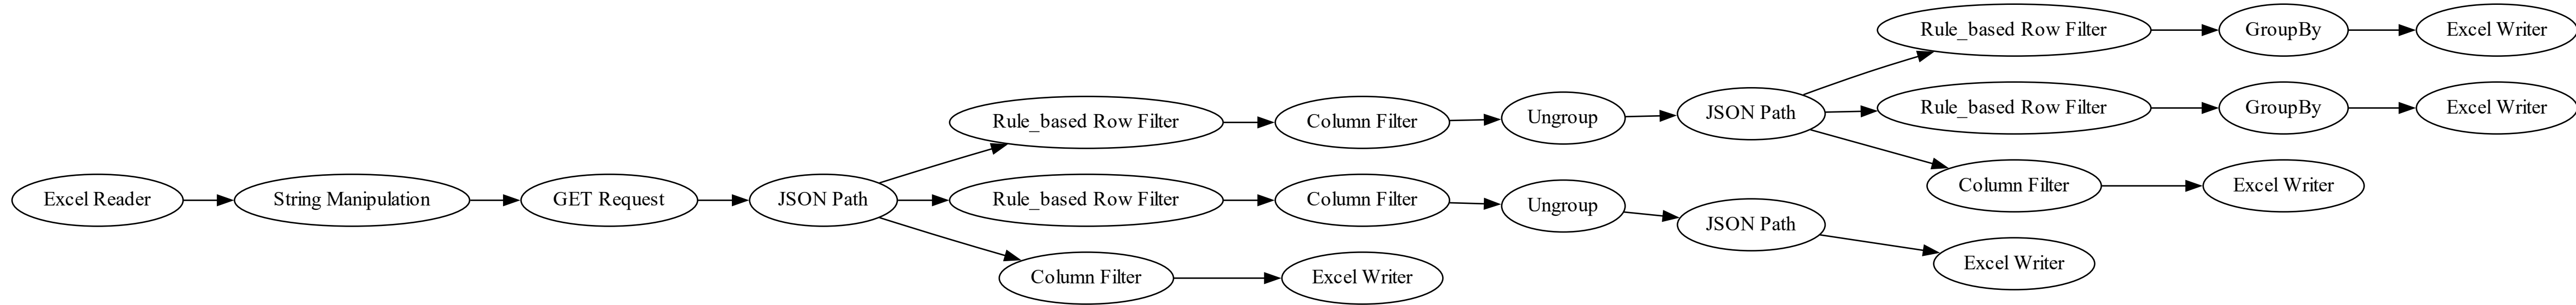 Rule_based Row Filter
GroupBy
Excel Writer
Rule_based Row Filter
Column Filter
Ungroup
JSON Path
Rule_based Row Filter
GroupBy
Excel Writer
Excel Reader
String Manipulation
GET Request
JSON Path
Rule_based Row Filter
Column Filter
Ungroup
JSON Path
Column Filter
Excel Writer
Column Filter
Excel Writer
Excel Writer